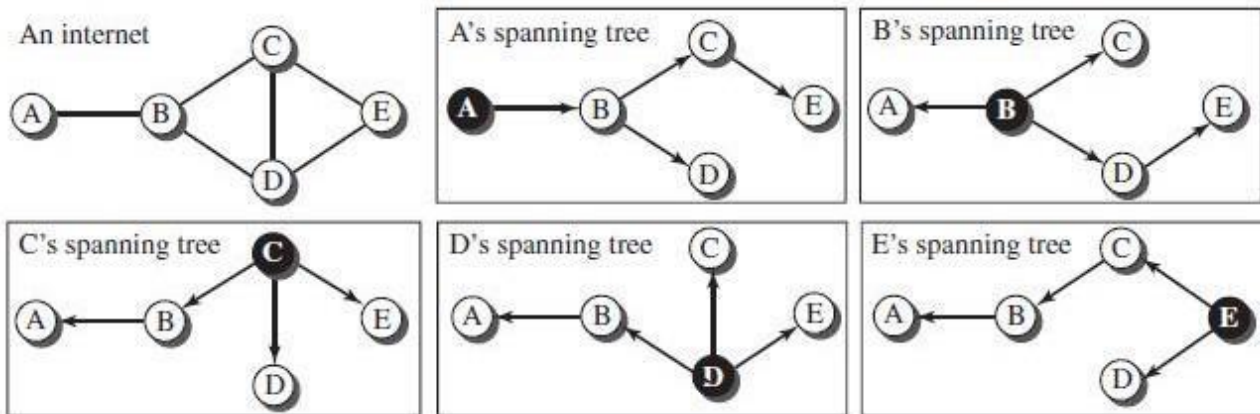 An internet
A
B
C
D
E
A's spanning tree
A
B
C
D
E
B's spanning tree
A
B
C
D
E
C's spanning tree
A
B
C
D
E
D's spanning tree
A
B
C
D
E
E's spanning tree
A
B
C
D
E